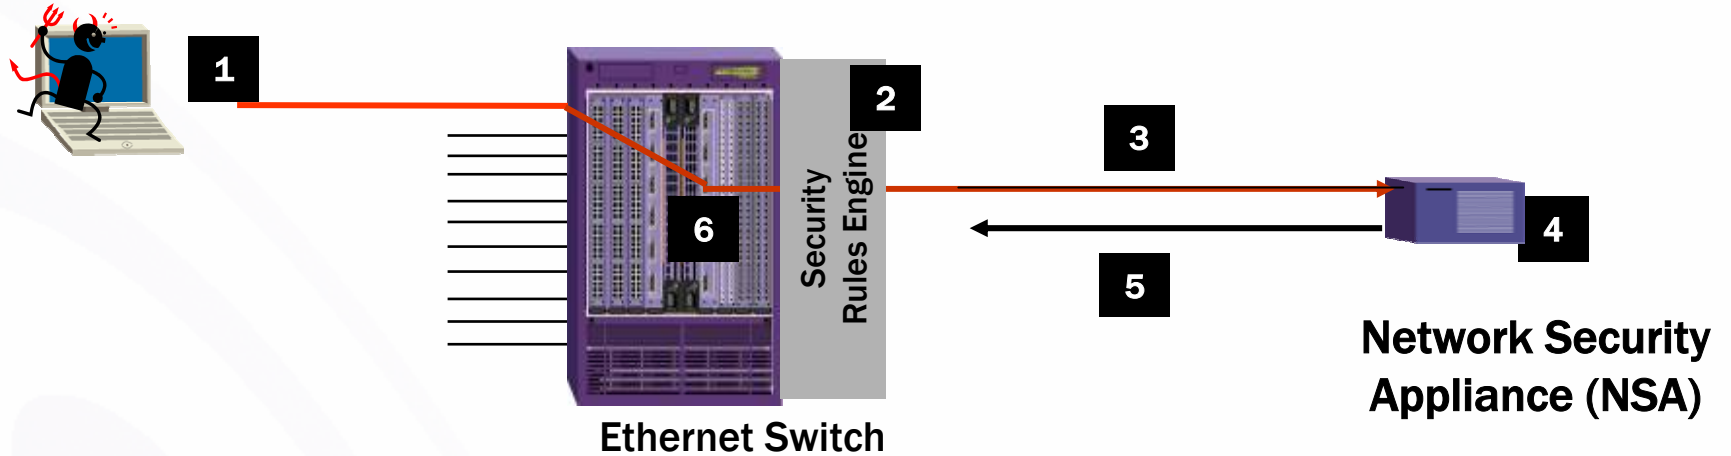 1
2
3
4
5
6
Security
Rules Engine
Network Security
Appliance (NSA)
Ethernet Switch